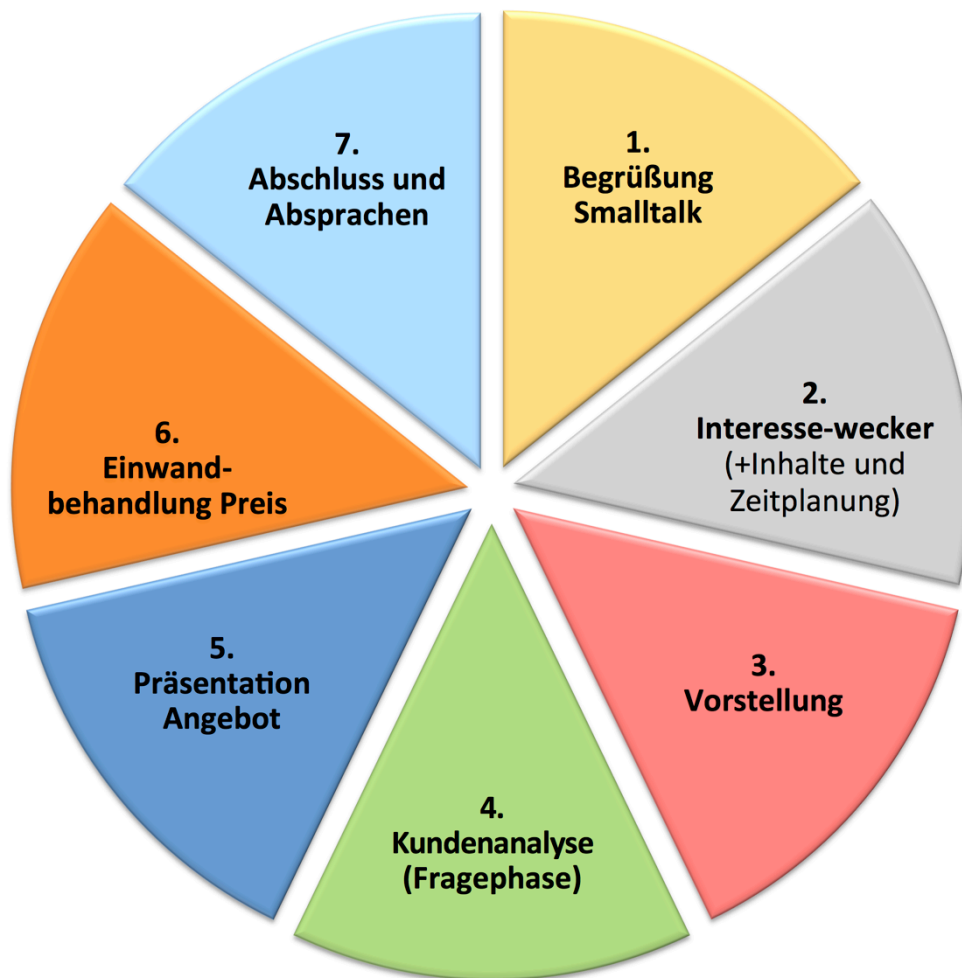 1.
Begrüßung
Smalltalk
2.
Interesse-wecker
(+Inhalte und
Zeitplanung)
3.
Vorstellung
4.
Kundenanalyse
(Fragephase)
5.
Präsentation
Angebot
6.
Einwand-
behandlung Preis
7.
Abschluss und
Absprachen